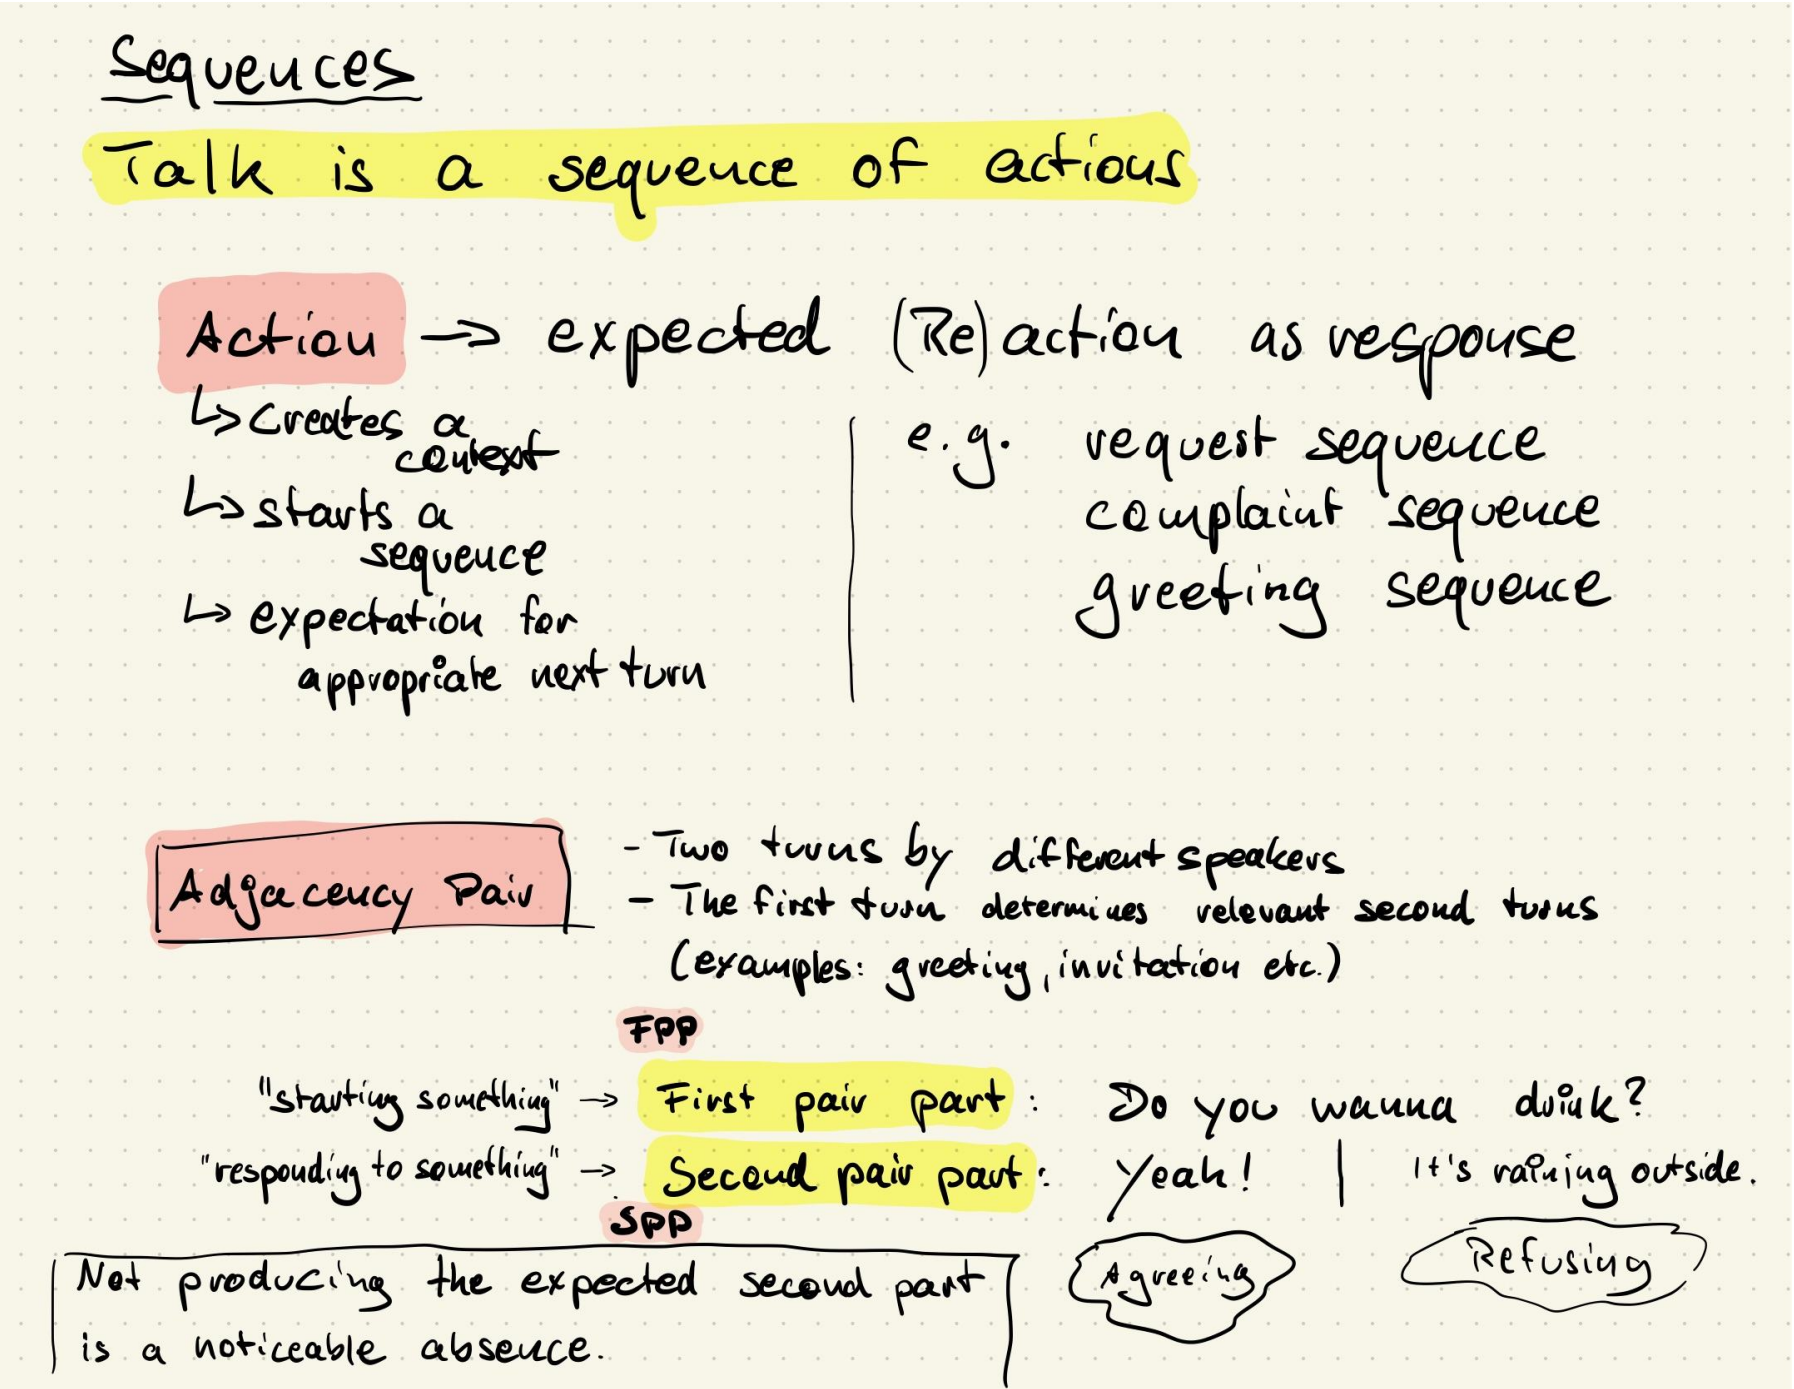 Sequences
Talk is a sequence of actions
Action → expected (Re)action as response
↳ Creates a
context
↳ starts a
sequence
↳ expectation for
appropriate next turn
e.g. request sequence
complaint sequence
greeting sequence
Adjacency Pair
- Two turns by different speakers
- The first turn determines relevant second turns
(examples: greeting, invitation etc.)
FPP
"starting something" → First pair part: Do you wanna drink?
"responding to something" → Second pair part: Yeah! | It's raining outside.
SPP
Agreeing
Refusing
Not producing the expected second part
is a noticeable absence.